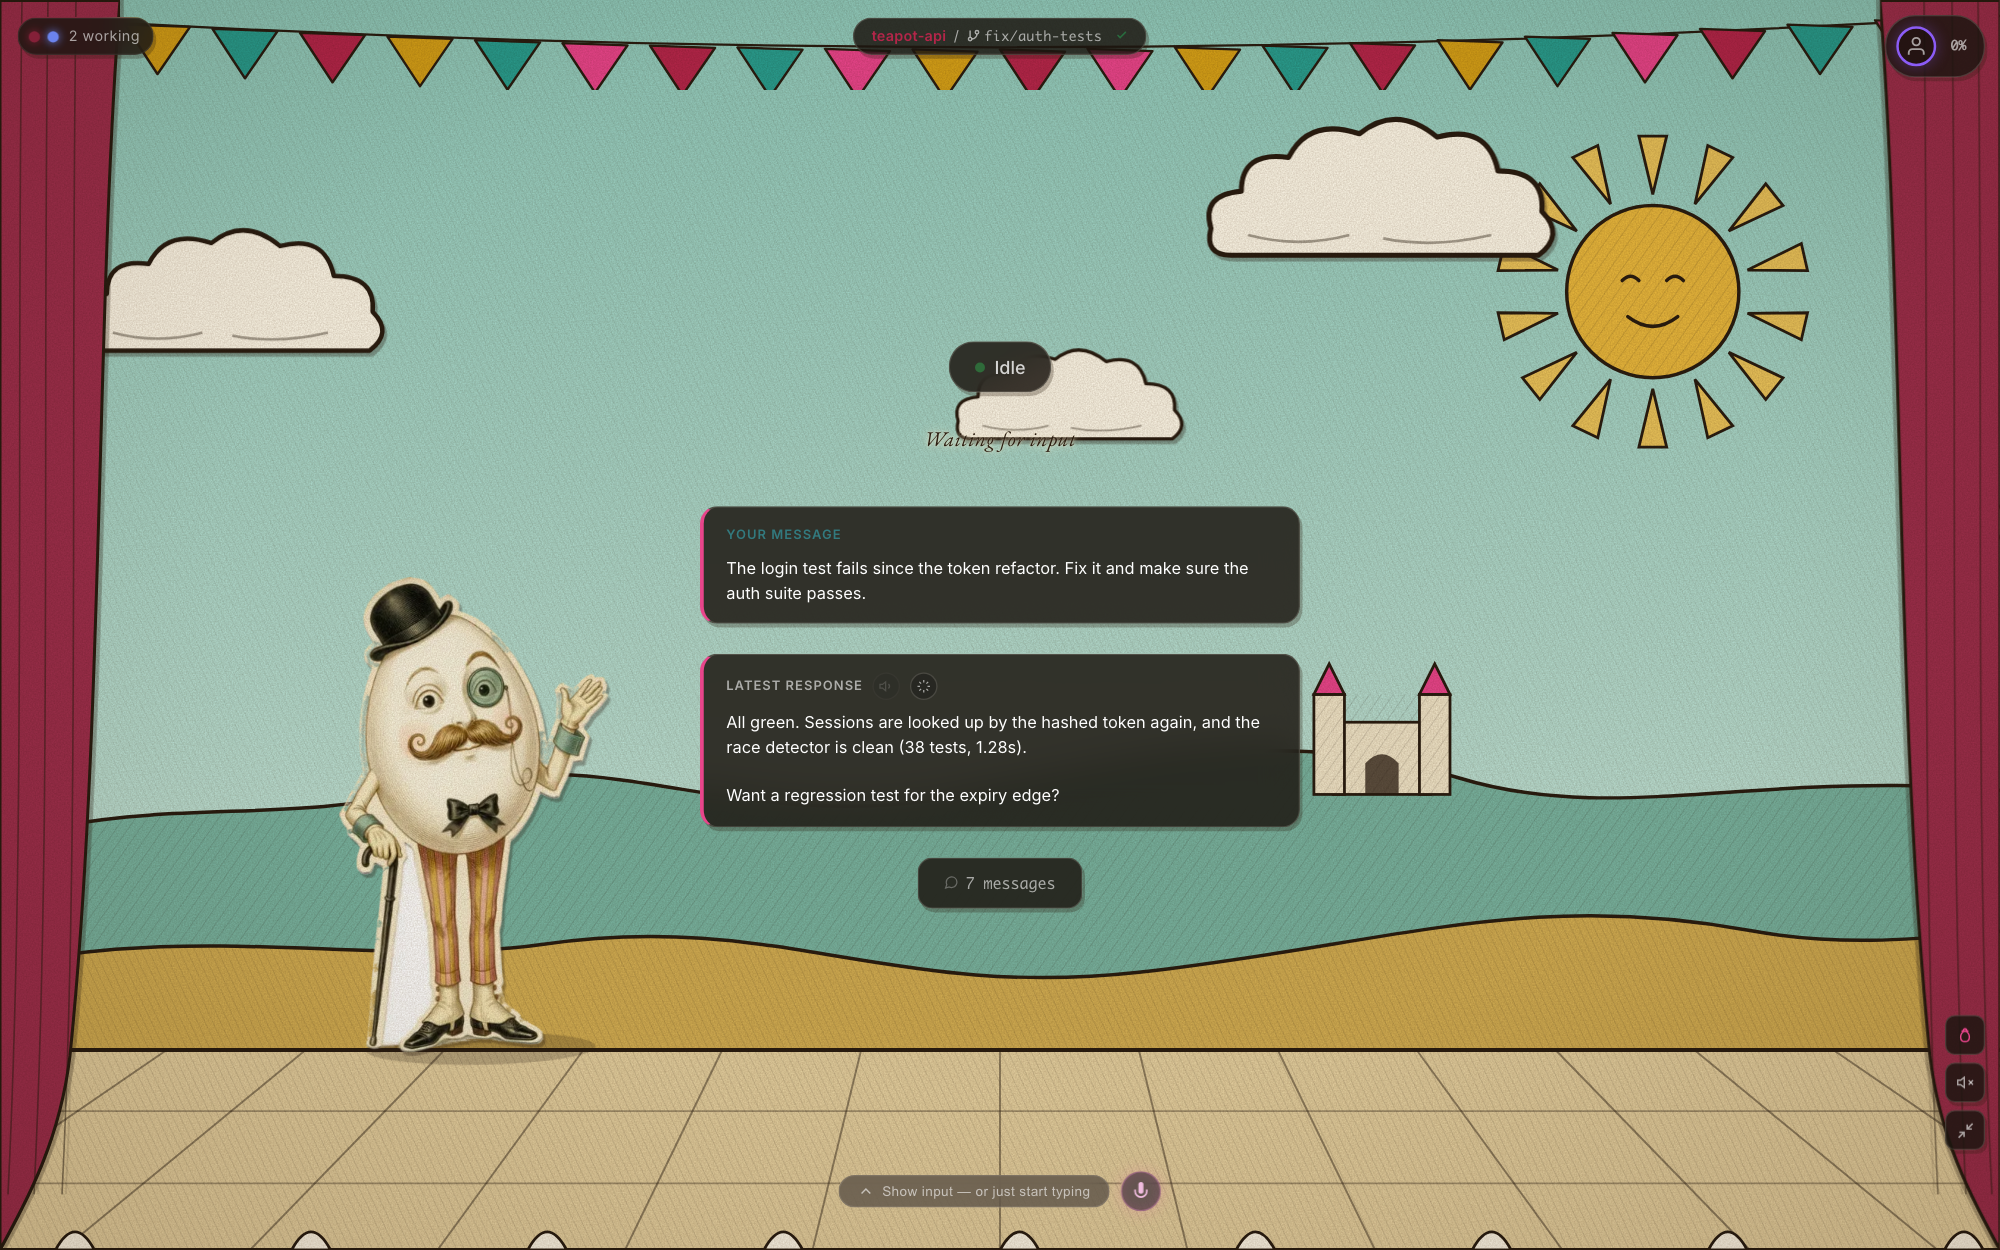 2 working
teapot-api / fix/auth-tests
0%
Idle
Waiting for input
YOUR MESSAGE
The login test fails since the token refactor. Fix it and make sure the
auth suite passes.
LATEST RESPONSE
All green. Sessions are looked up by the hashed token again, and the
race detector is clean (38 tests, 1.28s).
Want a regression test for the expiry edge?
7 messages
Show input — or just start typing